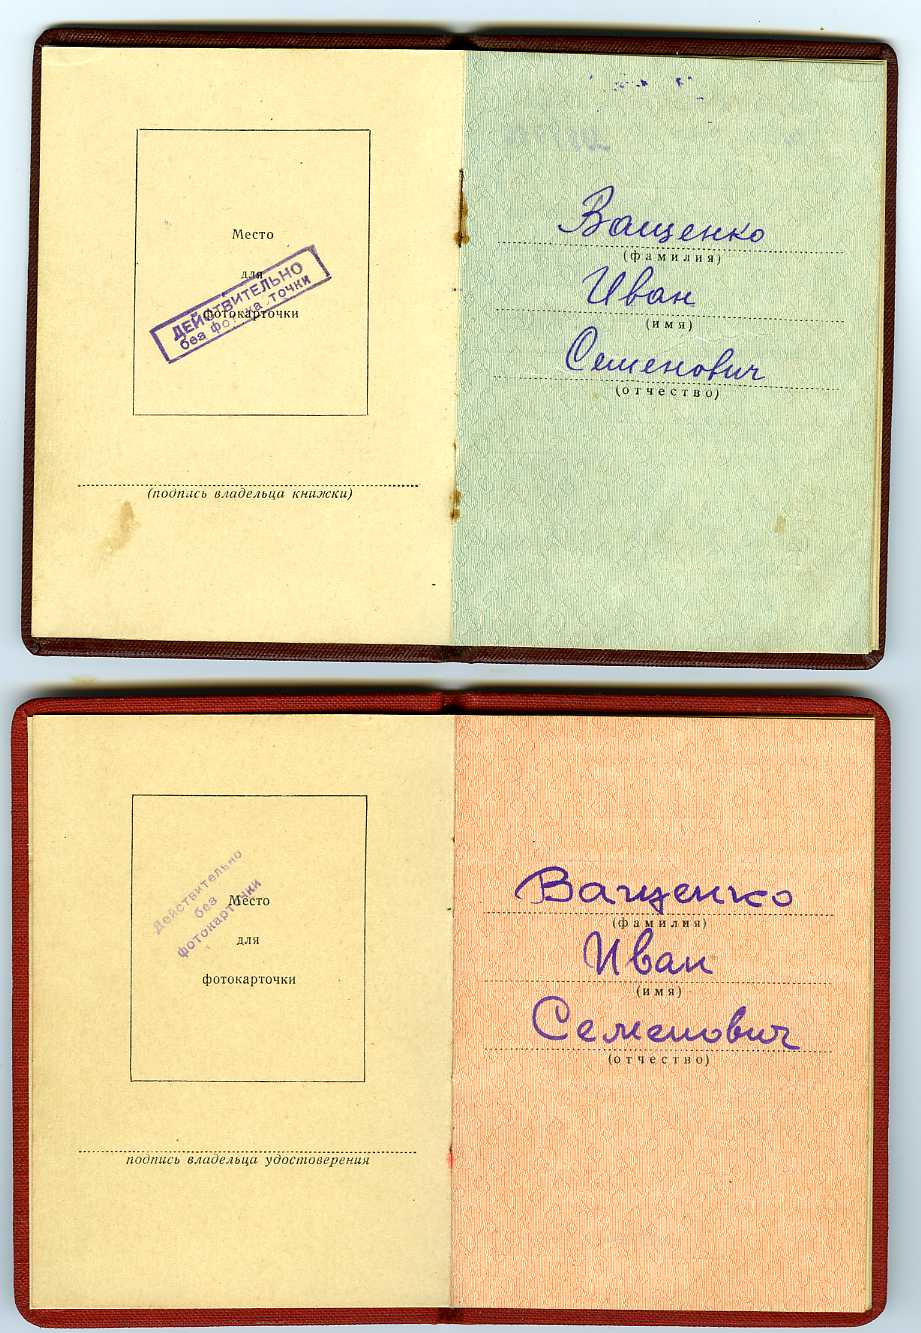 Место
для
фотокарточки
ДЕЙСТВИТЕЛЬНО
без фотокарточки
(подпись владельца книжки)
Ващенко
(фамилия)
Иван
(имя)
Семенович
(отчество)
Действительно
без
фотокарточки
Место
для
фотокарточки
подпись владельца удостоверения
Ващенко
(фамилия)
Иван
(имя)
Семенович
(отчество)